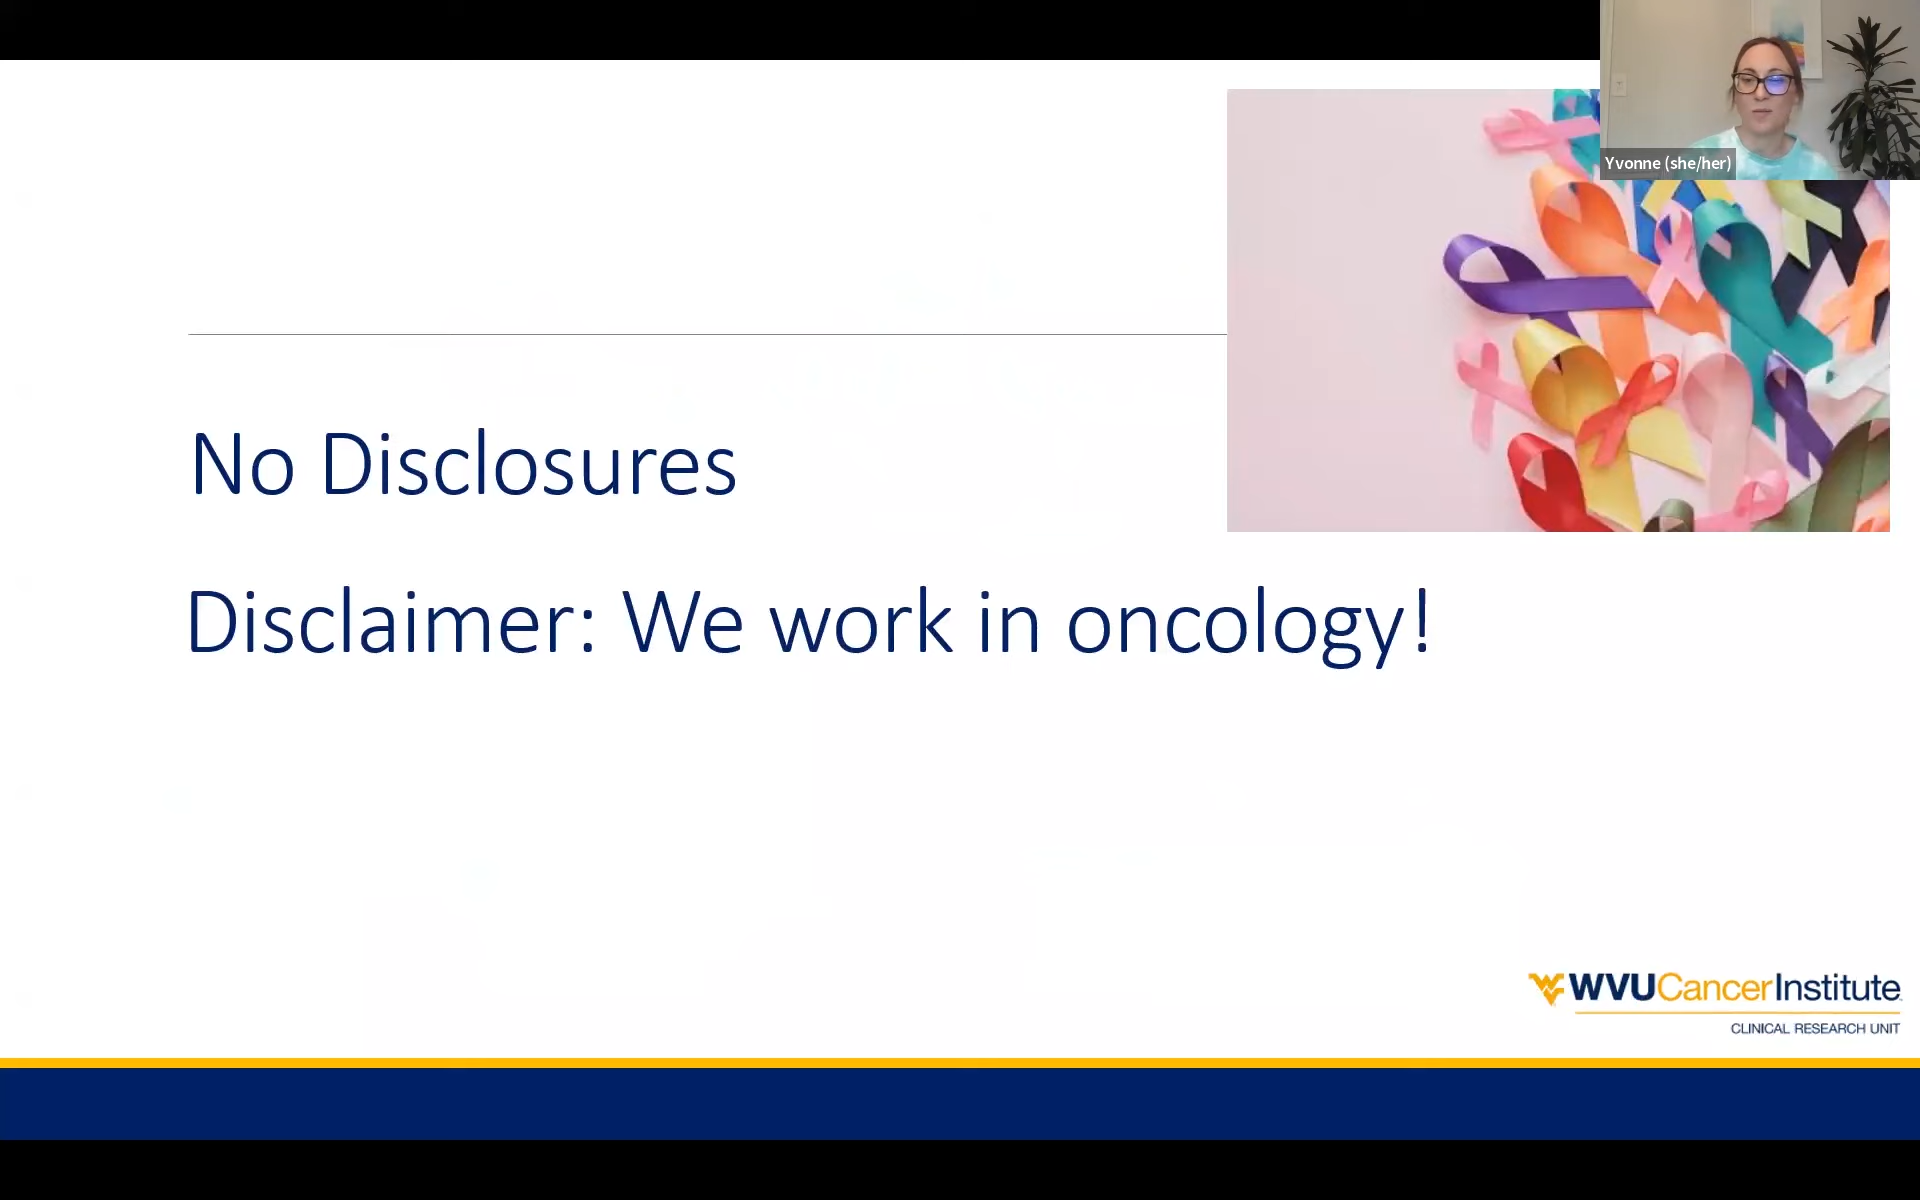 Yvonne (she/her)
No Disclosures
Disclaimer: We work in oncology!
WVUCancerInstitute
CLINICAL RESEARCH UNIT